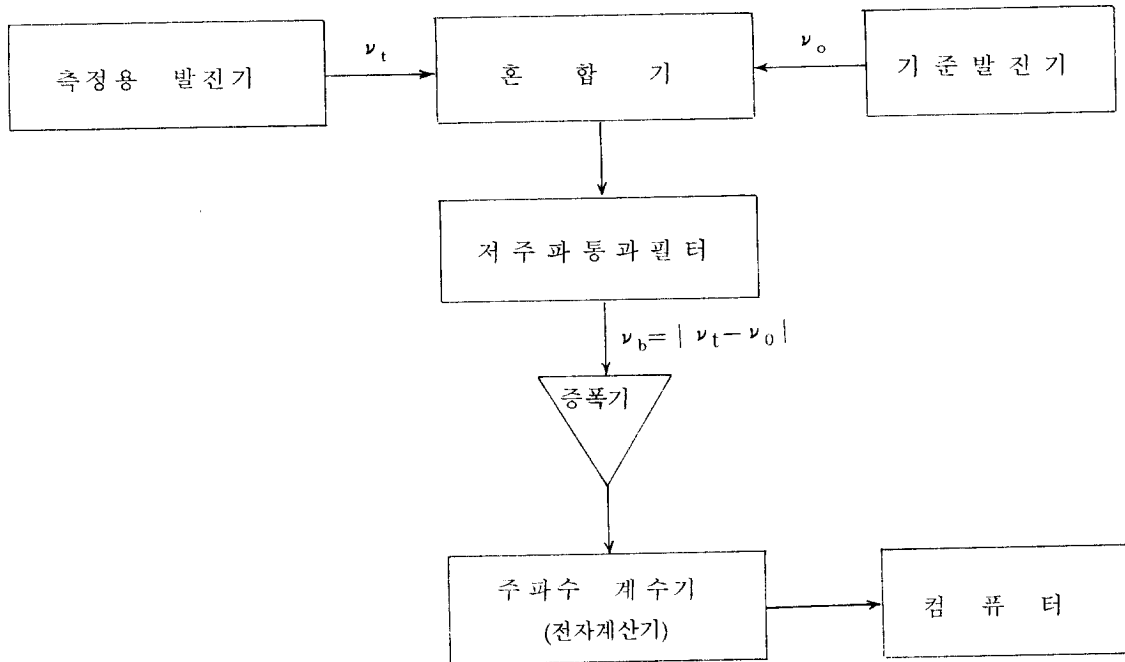 ν_t
ν_o
측정용 발진기
혼 합 기
기준발진기
저주파통과필터
ν_b=| ν_t-ν_0|
증폭기
주파수 계수기
(전자계산기)
컴 퓨 터